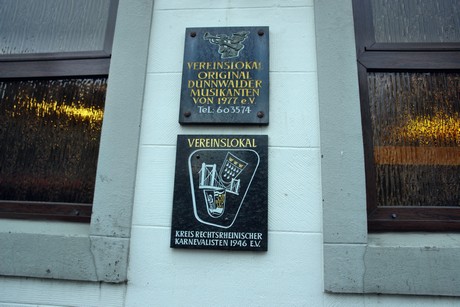 VEREINSLOKAL
ORIGINAL
DÜNNWALDER
MUSIKANTEN
VON 1977 e.V.
TEL: 603574
VEREINSLOKAL
KREIS RECHTSRHEINISCHER
KARNEVALISTEN 1946 E.V.